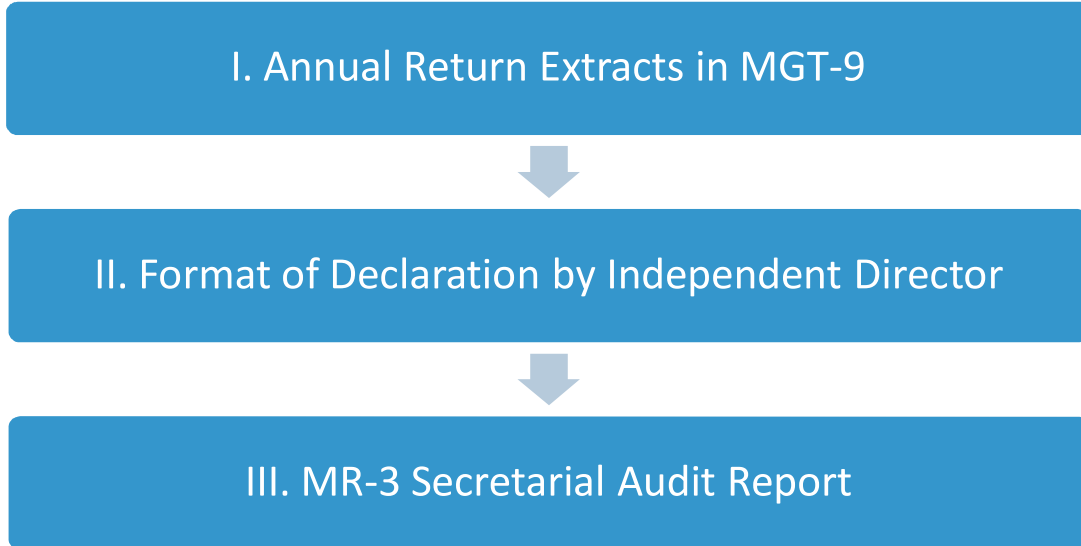 I. Annual Return Extracts in MGT-9
II. Format of Declaration by Independent Director
III. MR-3 Secretarial Audit Report